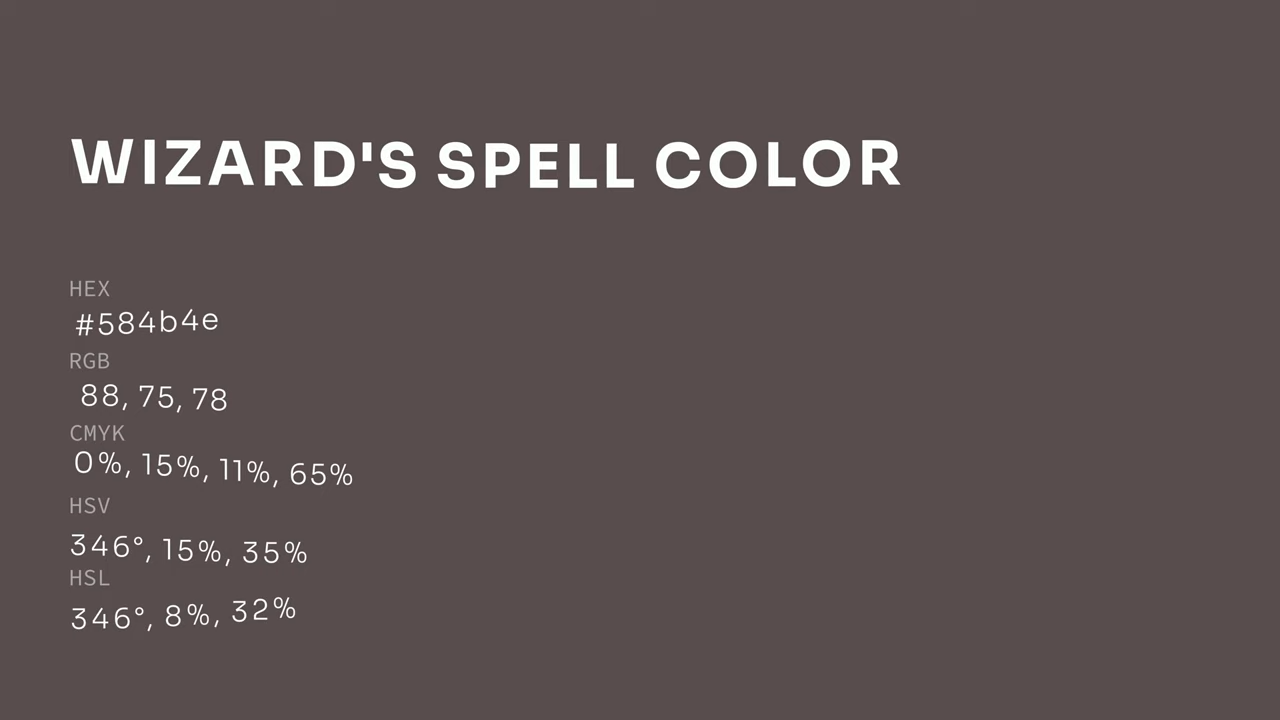 WIZARD'S SPELL COLOR
HEX
#584b4e
RGB
88, 75, 78
CMYK
0%, 15%, 11%, 65%
HSV
346°, 15%, 35%
HSL
346°, 8%, 32%